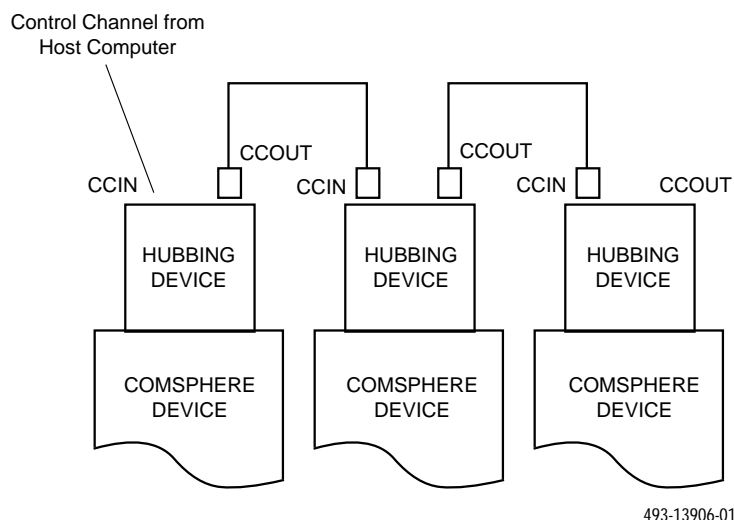 Control Channel from
Host Computer
CCOUT
CCOUT
CCIN
CCIN
CCIN
CCOUT
HUBBING
DEVICE
HUBBING
DEVICE
HUBBING
DEVICE
COMSPHERE
DEVICE
COMSPHERE
DEVICE
COMSPHERE
DEVICE
493-13906-01